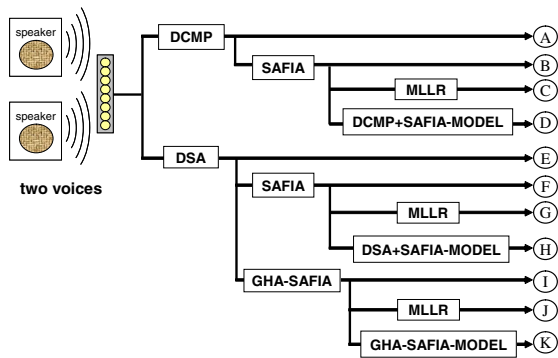 speaker
speaker
two voices
DCMP
A
SAFIA
B
MLLR
C
DCMP+SAFIA-MODEL
D
DSA
E
SAFIA
F
MLLR
G
DSA+SAFIA-MODEL
H
GHA-SAFIA
I
MLLR
J
GHA-SAFIA-MODEL
K